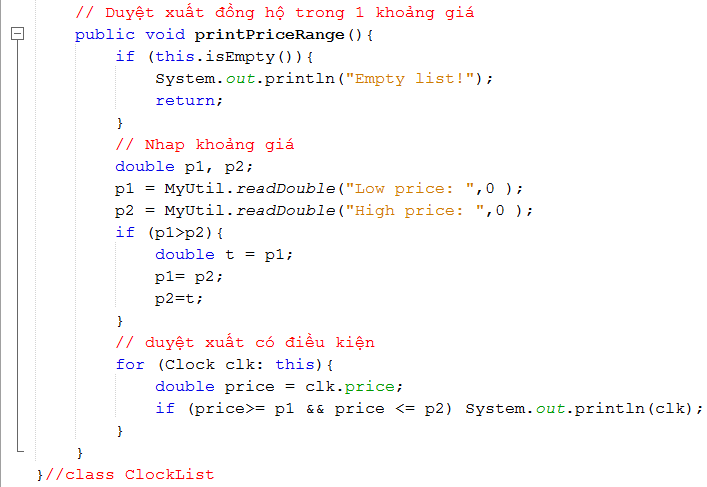 // Duyệt xuất đồng hộ trong 1 khoảng giá
public void printPriceRange(){
if (this.isEmpty()){
System.out.println("Empty list!");
return;
}
// Nhap khoảng giá
double p1, p2;
p1 = MyUtil.readDouble("Low price: ",0 );
p2 = MyUtil.readDouble("High price: ",0 );
if (p1>p2){
double t = p1;
p1= p2;
p2=t;
}
// duyệt xuất có điều kiện
for (Clock clk: this){
double price = clk.price;
if (price>= p1 && price <= p2) System.out.println(clk);
}
}
}//class ClockList